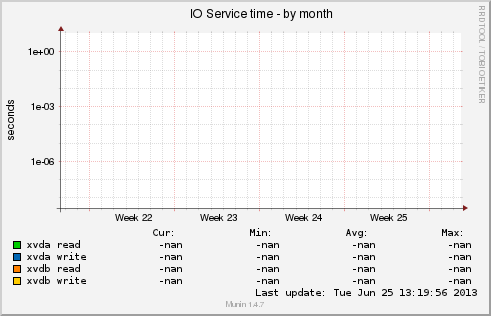 IO Service time - by month
RRDTOOL / TOBI OETIKER
seconds
1e+00
1e-03
1e-06
Week 22 Week 23 Week 24 Week 25
Cur: Min: Avg: Max:
xvda read -nan -nan -nan -nan
xvda write -nan -nan -nan -nan
xvdb read -nan -nan -nan -nan
xvdb write -nan -nan -nan -nan
Last update: Tue Jun 25 13:19:56 2013
Munin 1.4.7